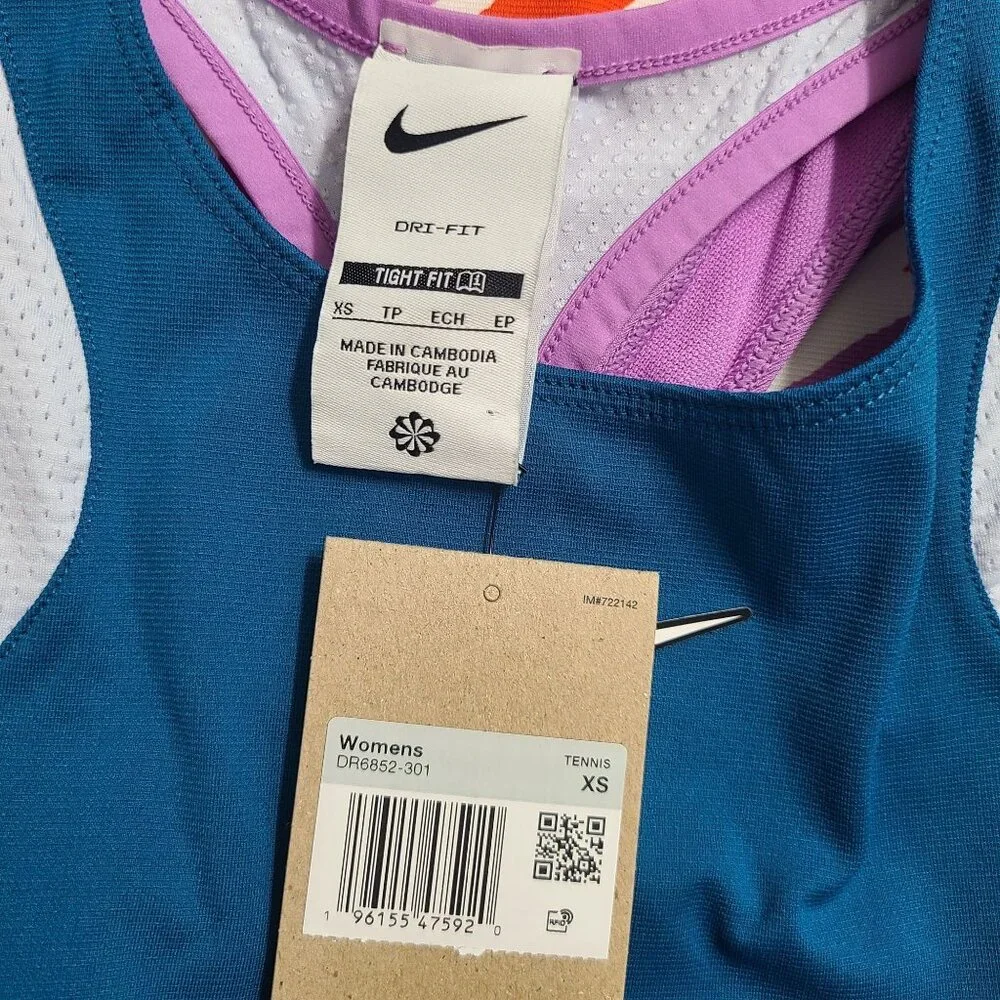 DRI-FIT
TIGHT FIT
XS TP ECH EP
MADE IN CAMBODIA
FABRIQUE AU
CAMBODGE
IM#722142
Womens
DR6852-301
TENNIS
XS
1 96155 47592 0
RFID